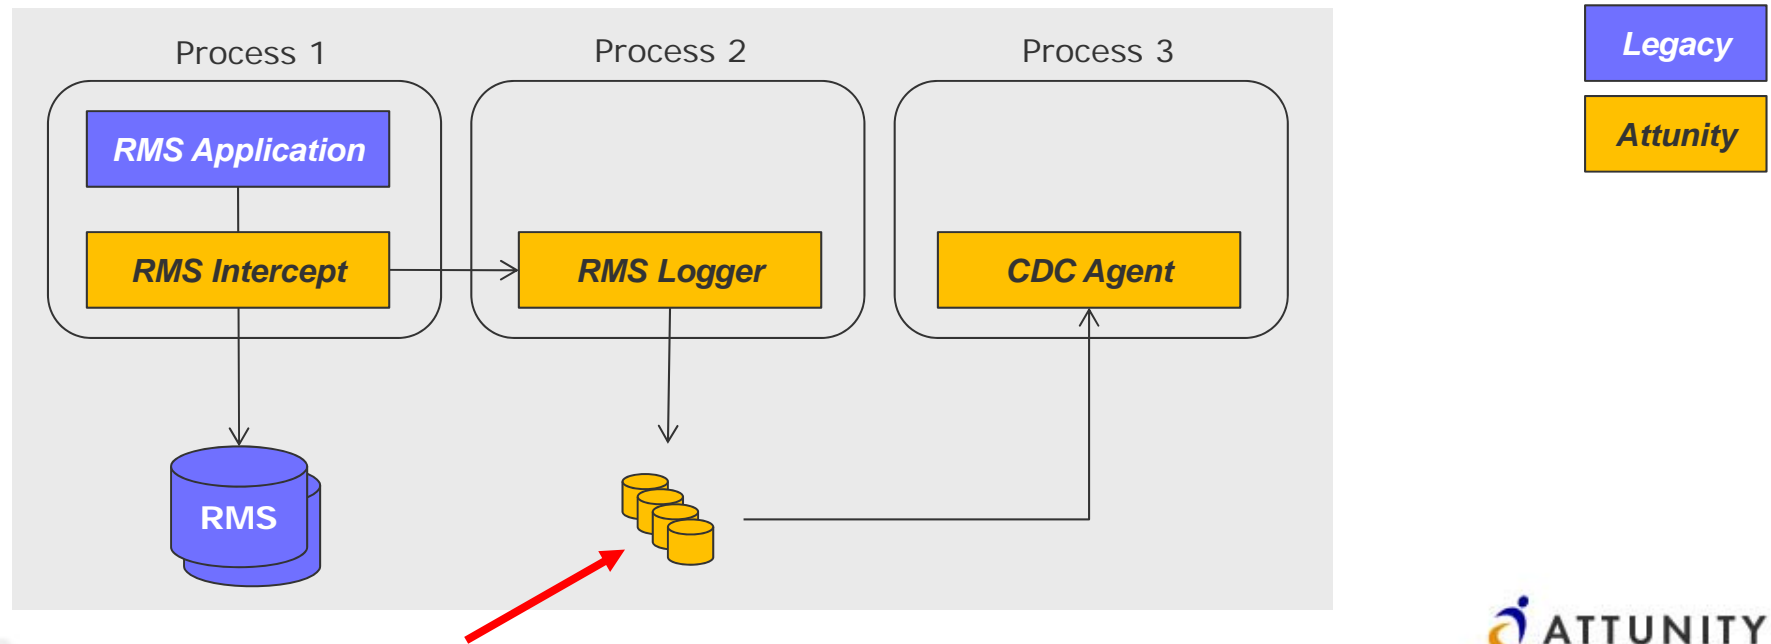 Process 1
Process 2
Process 3
Legacy
Attunity
RMS Application
RMS Intercept
RMS Logger
CDC Agent
RMS
ATTUNITY